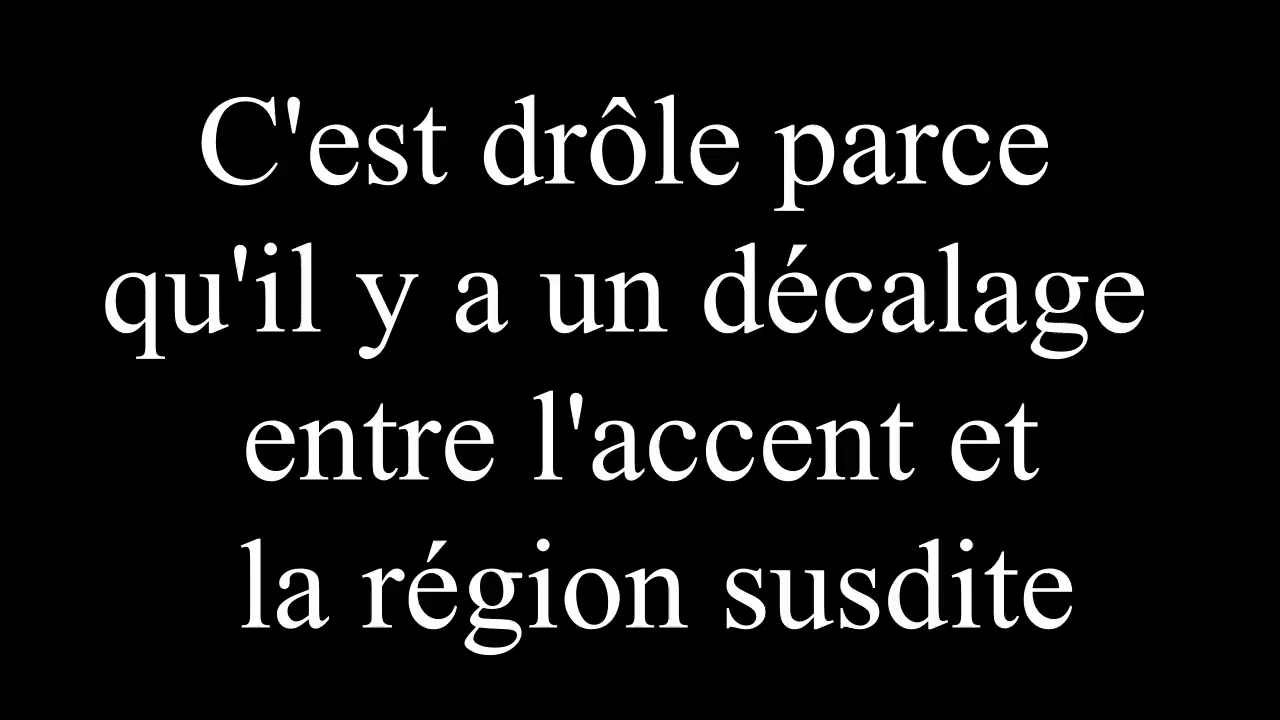 C'est drôle parce
qu'il y a un décalage
entre l'accent et
la région susdite